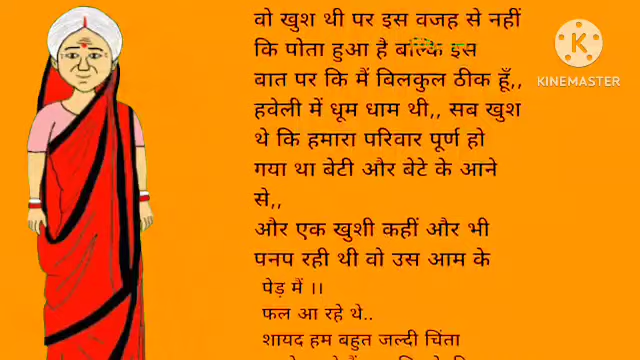 वो खुश थी पर इस वजह से नहीं
कि पोता हुआ है बल्कि इस
बात पर कि मैं बिलकुल ठीक हूँ,,
हवेली में धूम धाम थी,, सब खुश
थे कि हमारा परिवार पूर्ण हो
गया था बेटी और बेटे के आने
से,,
और एक खुशी कहीं और भी
पनप रही थी वो उस आम के
पेड़ मैं ।।
फल आ रहे थे..
शायद हम बहुत जल्दी चिंता
KINEMASTER